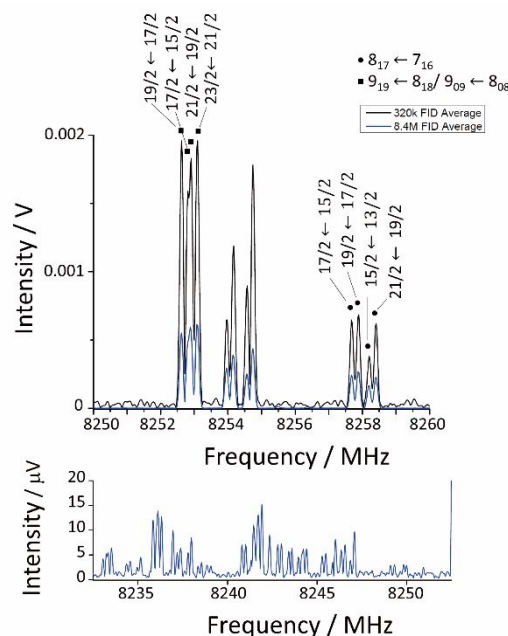 19/2 ← 17/2
17/2 ← 15/2
21/2 ← 19/2
23/2 ← 21/2
● 8₁₇ ← 7₁₆
■ 9₁₉ ← 8₁₈/ 9₀₉ ← 8₀₈
320k FID Average
8.4M FID Average
Intensity / V
0.002
0.001
0
17/2 ← 15/2
19/2 ← 17/2
15/2 ← 13/2
21/2 ← 19/2
8250 8252 8254 8256 8258 8260
Frequency / MHz
Intensity / μV
20
15
10
5
0
8235 8240 8245 8250
Frequency / MHz